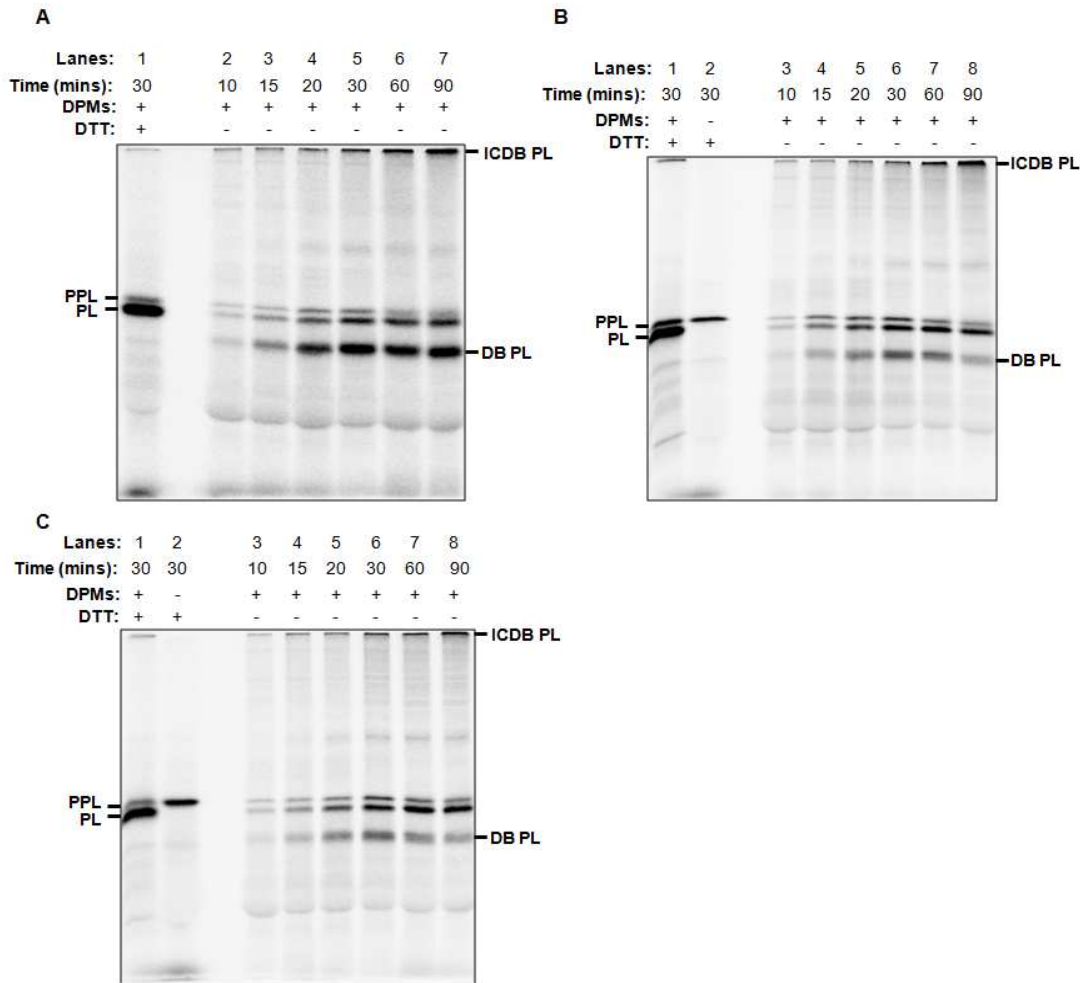 A
Lanes: 1 2 3 4 5 6 7
Time (mins): 30 10 15 20 30 60 90
DPMs: + + + + + + +
DTT: + - - - - - -
ICDB PL
PPL
PL
DB PL
B
Lanes: 1 2 3 4 5 6 7 8
Time (mins): 30 30 10 15 20 30 60 90
DPMs: + - + + + + + +
DTT: + + - - - - - -
ICDB PL
PPL
PL
DB PL
C
Lanes: 1 2 3 4 5 6 7 8
Time (mins): 30 30 10 15 20 30 60 90
DPMs: + - + + + + + +
DTT: + + - - - - - -
ICDB PL
PPL
PL
DB PL